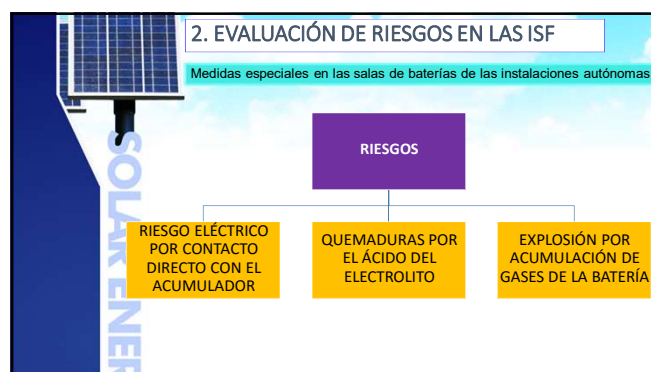 2. EVALUACIÓN DE RIESGOS EN LAS ISF
Medidas especiales en las salas de baterías de las instalaciones autónomas
RIESGOS
RIESGO ELÉCTRICO
POR CONTACTO
DIRECTO CON EL
ACUMULADOR
QUEMADURAS POR
EL ÁCIDO DEL
ELECTROLITO
EXPLOSIÓN POR
ACUMULACIÓN DE
GASES DE LA BATERÍA
SOLAR ENER